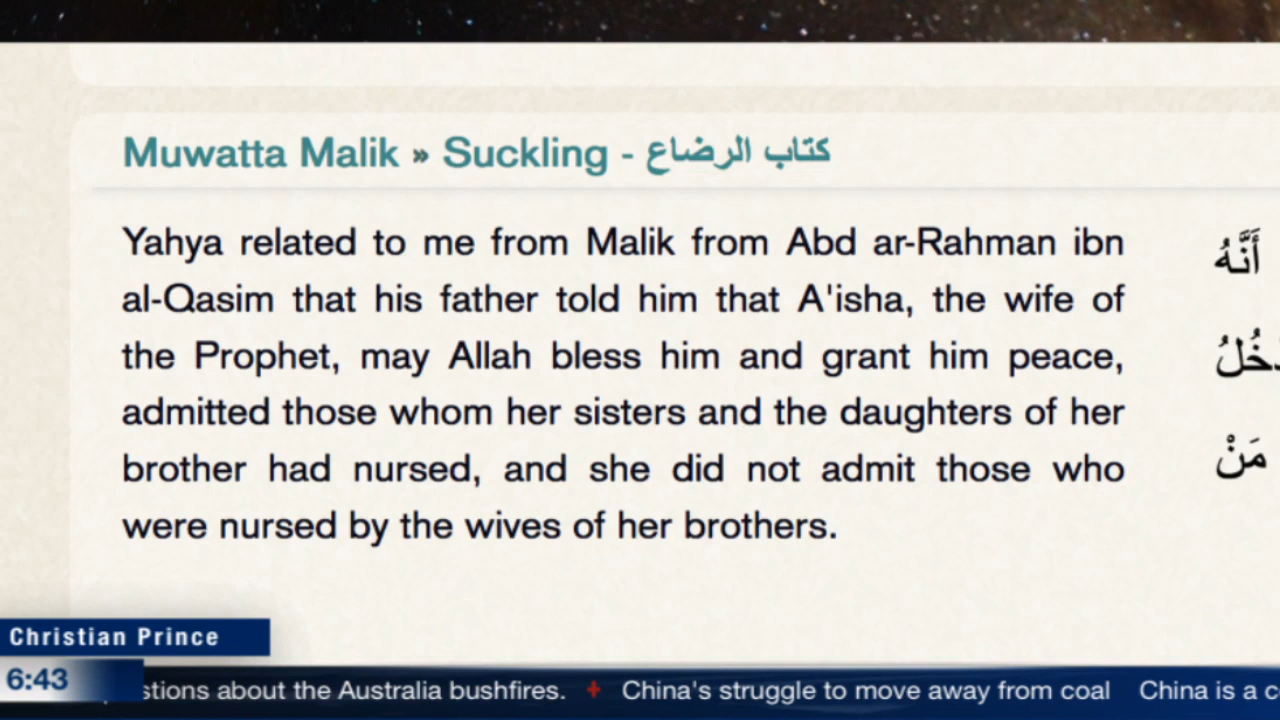 Muwatta Malik » Suckling - كتاب الرضاع
Yahya related to me from Malik from Abd ar-Rahman ibn
al-Qasim that his father told him that A'isha, the wife of
the Prophet, may Allah bless him and grant him peace,
admitted those whom her sisters and the daughters of her
brother had nursed, and she did not admit those who
were nursed by the wives of her brothers.
أَنَّهُ
مَنْ
Christian Prince
6:43
about the Australia bushfires. China's struggle to move away from coal China is a